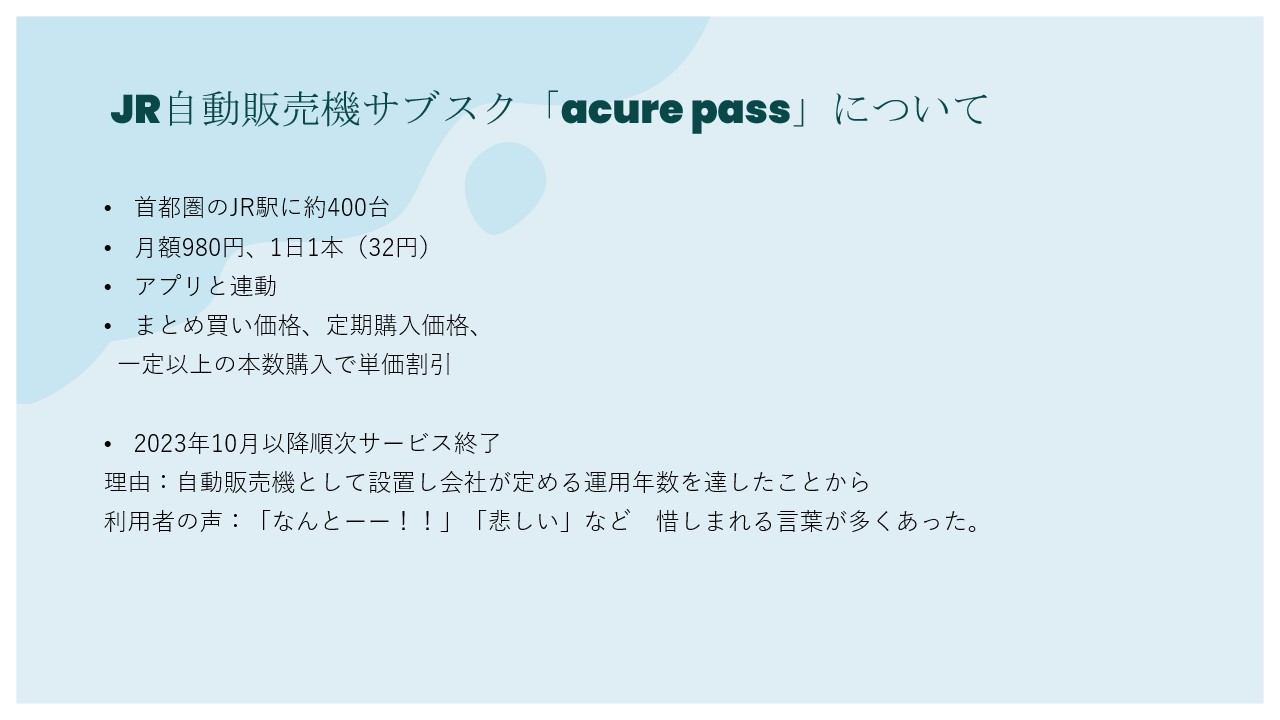 JR自動販売機サブスク「acure pass」について
• 首都圏のJR駅に約400台
• 月額980円、1日1本（32円）
• アプリと連動
• まとめ買い価格、定期購入価格、
一定以上の本数購入で単価割引
• 2023年10月以降順次サービス終了
理由：自動販売機として設置し会社が定める運用年数を達したことから
利用者の声：「なんとーー！！」「悲しい」など　惜しまれる言葉が多くあった。